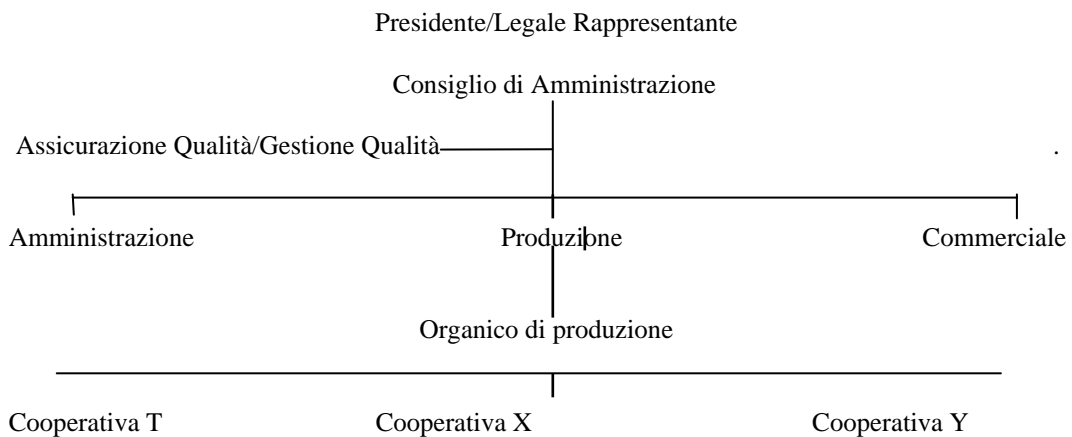 Presidente/Legale Rappresentante
Consiglio di Amministrazione
Assicurazione Qualità/Gestione Qualità .
Amministrazione Produzione Commerciale
Organico di produzione
Cooperativa T Cooperativa X Cooperativa Y